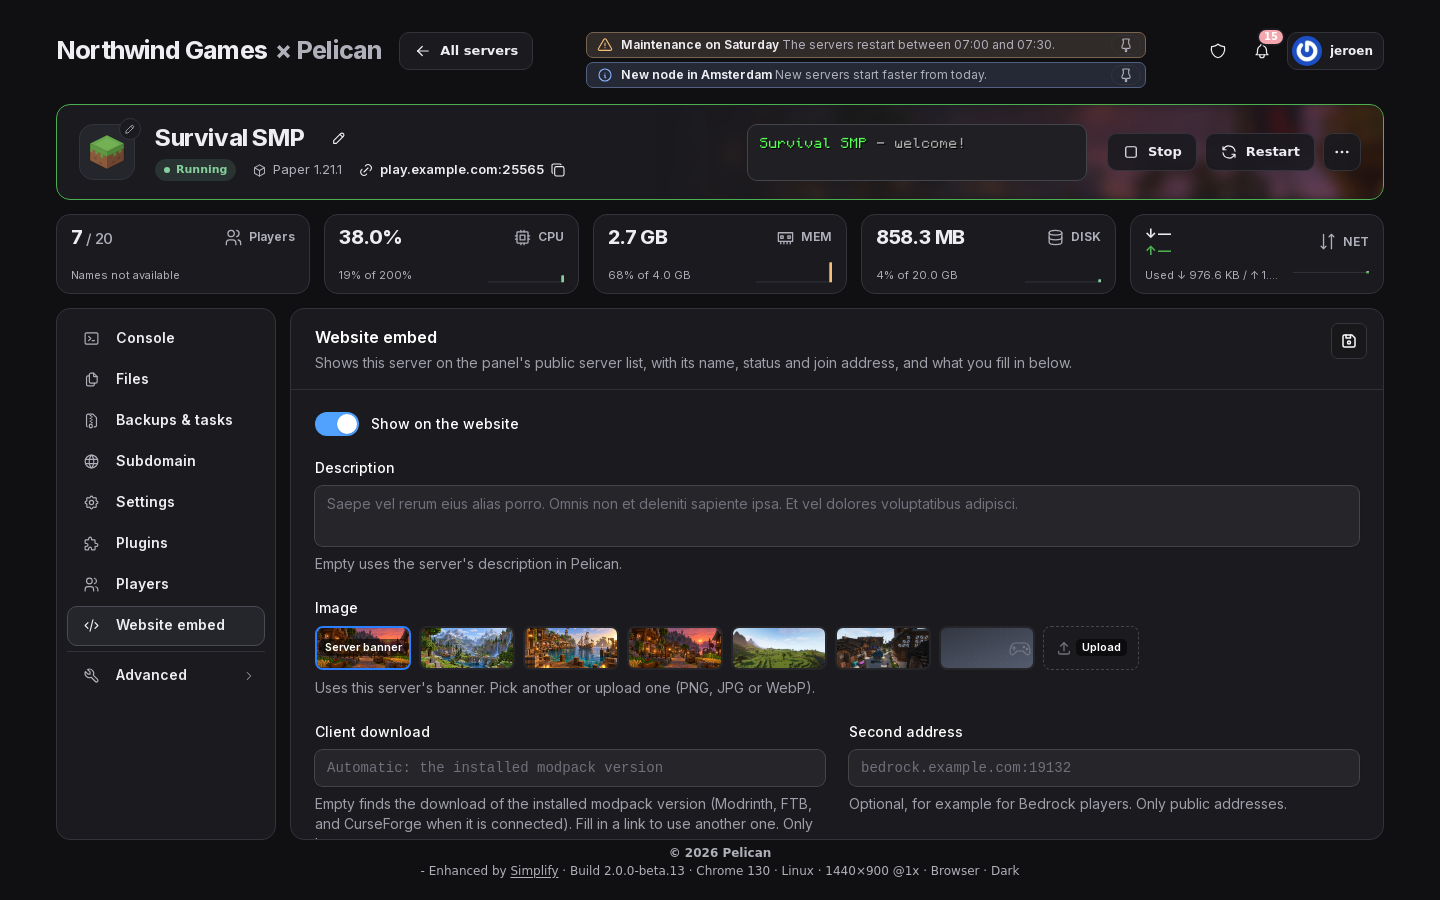 Northwind Games × Pelican
All servers
Maintenance on Saturday The servers restart between 07:00 and 07:30.
New node in Amsterdam New servers start faster from today.
15
jeroen
Survival SMP
Running
Paper 1.21.1
play.example.com:25565
Survival SMP - welcome!
Stop
Restart
7 / 20
Players
Names not available
38.0%
CPU
19% of 200%
2.7 GB
MEM
68% of 4.0 GB
858.3 MB
DISK
4% of 20.0 GB
↓—
↑—
NET
Used ↓ 976.6 KB / ↑ 1....
Console
Files
Backups & tasks
Subdomain
Settings
Plugins
Players
Website embed
Advanced
Website embed
Shows this server on the panel's public server list, with its name, status and join address, and what you fill in below.
Show on the website
Description
Saepe vel rerum eius alias porro. Omnis non et deleniti sapiente ipsa. Et vel dolores voluptatibus adipisci.
Empty uses the server's description in Pelican.
Image
Server banner
Upload
Uses this server's banner. Pick another or upload one (PNG, JPG or WebP).
Client download
Automatic: the installed modpack version
Empty finds the download of the installed modpack version (Modrinth, FTB,
and CurseForge when it is connected). Fill in a link to use another one. Only
Second address
bedrock.example.com:19132
Optional, for example for Bedrock players. Only public addresses.
© 2026 Pelican
- Enhanced by Simplify · Build 2.0.0-beta.13 · Chrome 130 · Linux · 1440×900 @1x · Browser · Dark